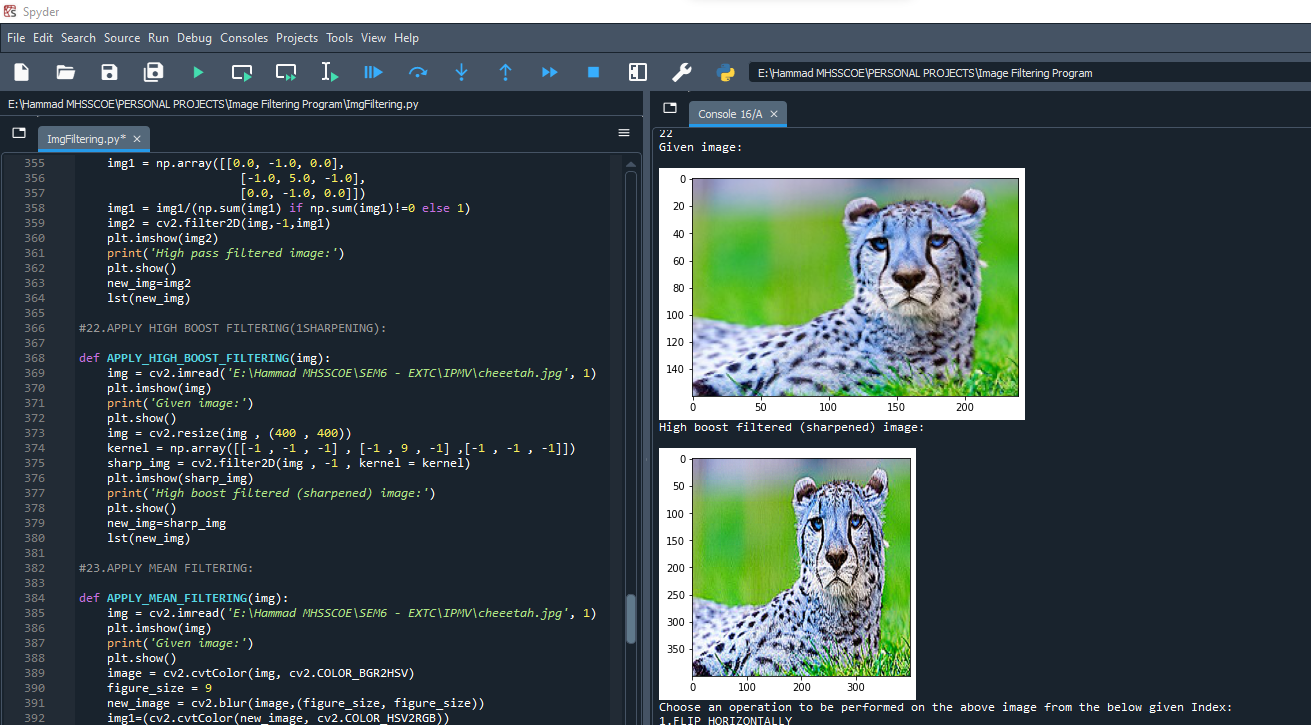 Spyder
File Edit Search Source Run Debug Consoles Projects Tools View Help
E:\Hammad MHSSCOE\PERSONAL PROJECTS\Image Filtering Program
E:\Hammad MHSSCOE\PERSONAL PROJECTS\Image Filtering Program\ImgFiltering.py
ImgFiltering.py*
355 img1 = np.array([[0.0, -1.0, 0.0],
356 [-1.0, 5.0, -1.0],
357 [0.0, -1.0, 0.0]])
358 img1 = img1/(np.sum(img1) if np.sum(img1)!=0 else 1)
359 img2 = cv2.filter2D(img,-1,img1)
360 plt.imshow(img2)
361 print('High pass filtered image:')
362 plt.show()
363 new_img=img2
364 lst(new_img)
365
366 #22.APPLY HIGH BOOST FILTERING(1SHARPENING):
367
368 def APPLY_HIGH_BOOST_FILTERING(img):
369 img = cv2.imread('E:\Hammad MHSSCOE\SEM6 - EXTC\IPMV\cheeetah.jpg', 1)
370 plt.imshow(img)
371 print('Given image:')
372 plt.show()
373 img = cv2.resize(img , (400 , 400))
374 kernel = np.array([[-1 , -1 , -1] , [-1 , 9 , -1] ,[-1 , -1 , -1]])
375 sharp_img = cv2.filter2D(img , -1 , kernel = kernel)
376 plt.imshow(sharp_img)
377 print('High boost filtered (sharpened) image:')
378 plt.show()
379 new_img=sharp_img
380 lst(new_img)
381
382 #23.APPLY MEAN FILTERING:
383
384 def APPLY_MEAN_FILTERING(img):
385 img = cv2.imread('E:\Hammad MHSSCOE\SEM6 - EXTC\IPMV\cheeetah.jpg', 1)
386 plt.imshow(img)
387 print('Given image:')
388 plt.show()
389 image = cv2.cvtColor(img, cv2.COLOR_BGR2HSV)
390 figure_size = 9
391 new_image = cv2.blur(image,(figure_size, figure_size))
392 img1=(cv2.cvtColor(new_image, cv2.COLOR_HSV2RGB))
Console 16/A
22
Given image:
0
20
40
60
80
100
120
140
0 50 100 150 200
High boost filtered (sharpened) image:
0
50
100
150
200
250
300
350
0 100 200 300
Choose an operation to be performed on the above image from the below given Index:
1.FLIP HORIZONTALLY